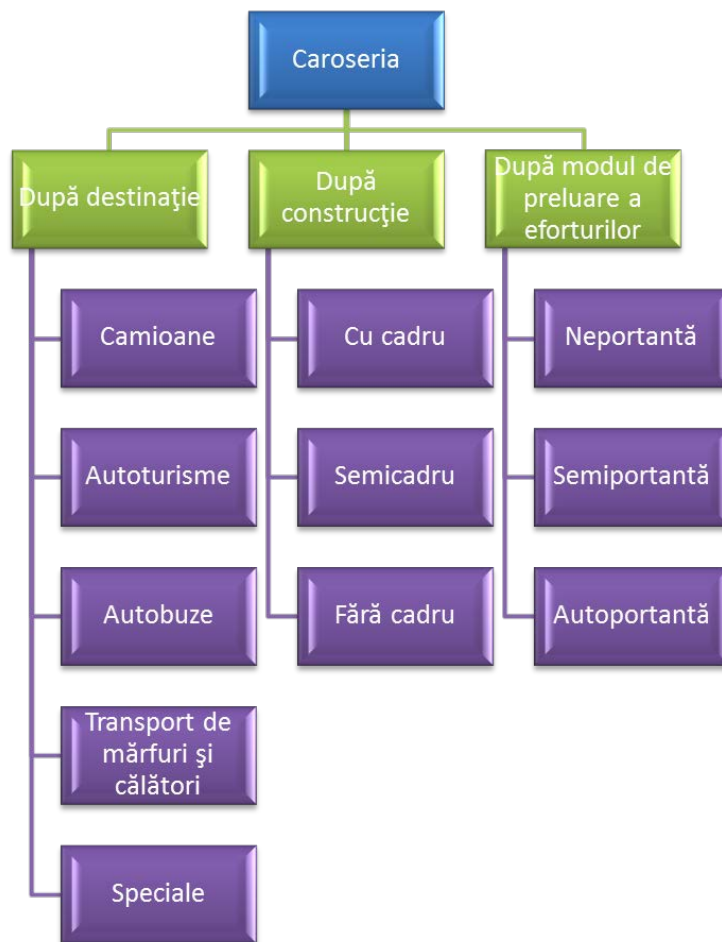 Caroseria
După destinaţie
Camioane
Autoturisme
Autobuze
Transport de
mărfuri şi
călători
Speciale
După
construcţie
Cu cadru
Semicadru
Fără cadru
După modul de
preluare a
eforturilor
Neportantă
Semiportantă
Autoportantă